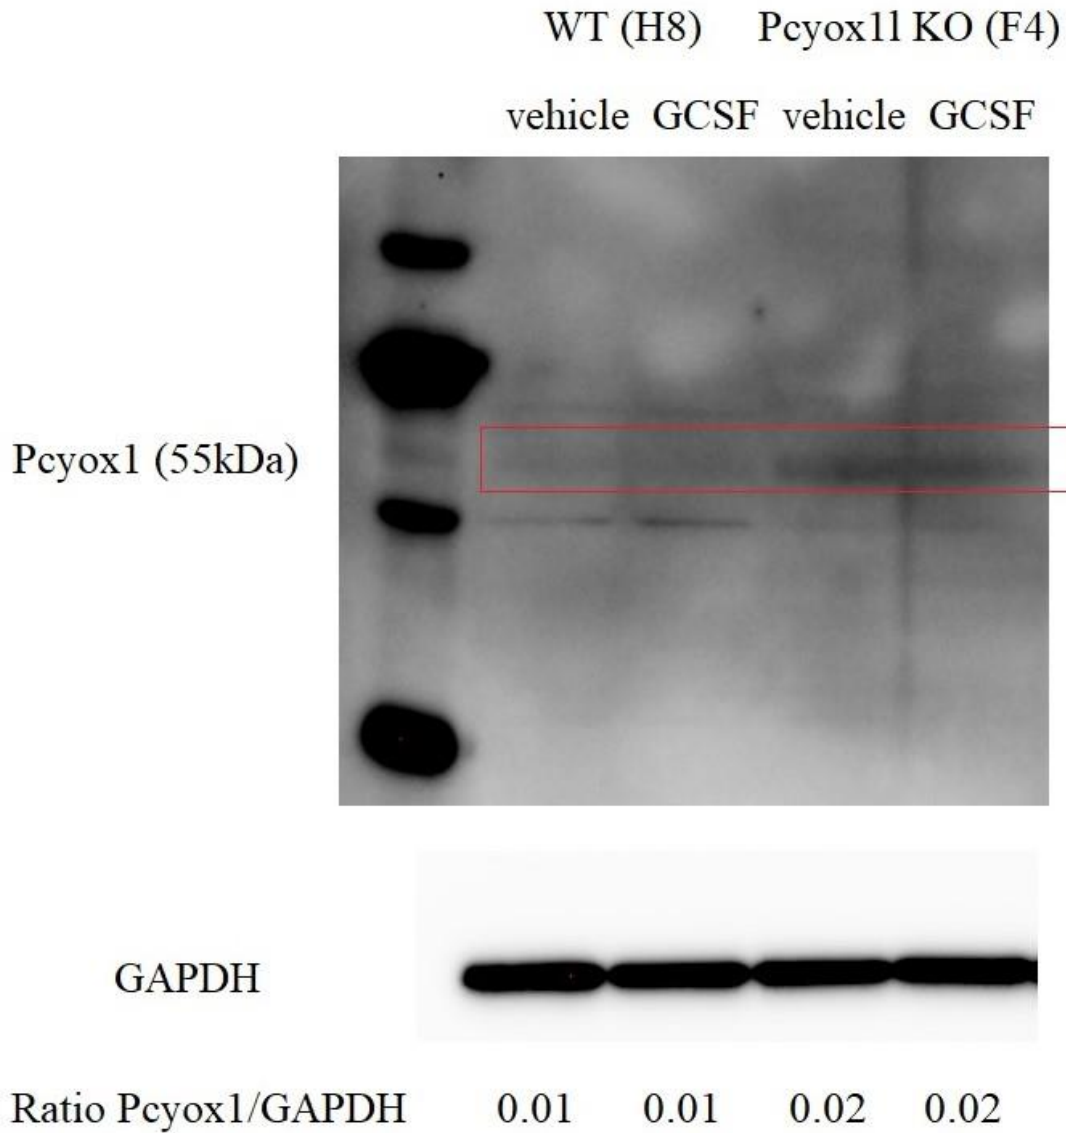 WT (H8) Pcyox1l KO (F4)
vehicle GCSF vehicle GCSF
Pcyox1 (55kDa)
GAPDH
Ratio Pcyox1/GAPDH 0.01 0.01 0.02 0.02